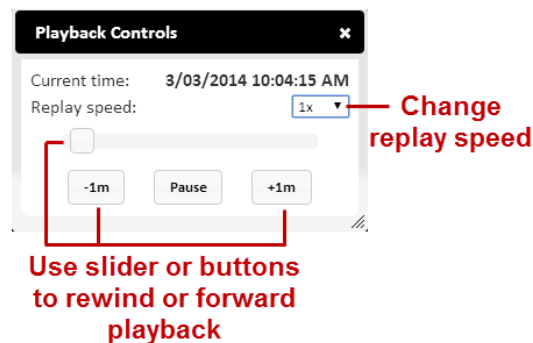 Playback Controls ×
Current time: 3/03/2014 10:04:15 AM
Replay speed: 1x ▼
Change
replay speed
-1m Pause +1m
Use slider or buttons
to rewind or forward
playback